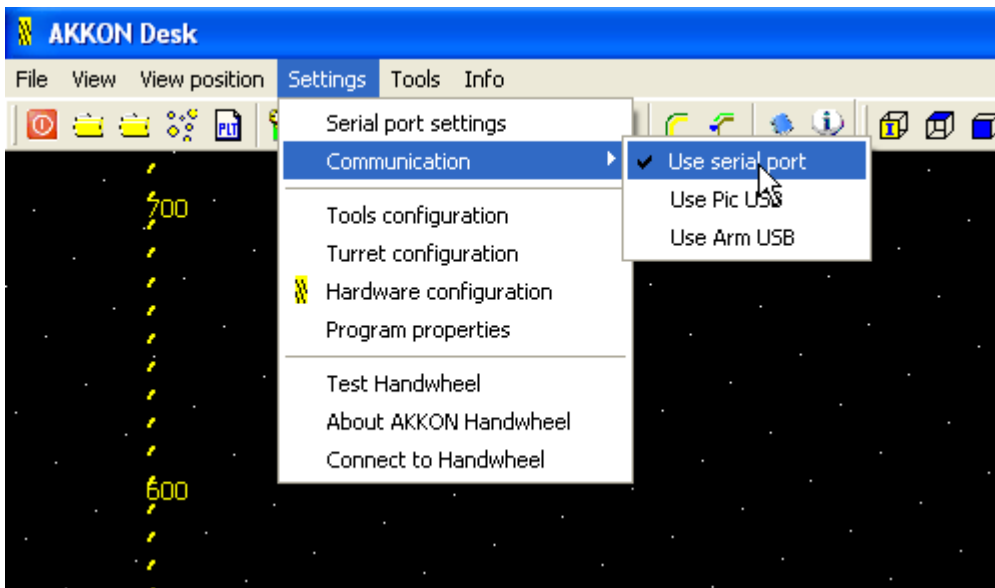 AKKON Desk
File View View position Settings Tools Info
PLT
Serial port settings
Communication
Use serial port
Use Pic USB
Use Arm USB
Tools configuration
Turret configuration
Hardware configuration
Program properties
Test Handwheel
About AKKON Handwheel
Connect to Handwheel
700
600